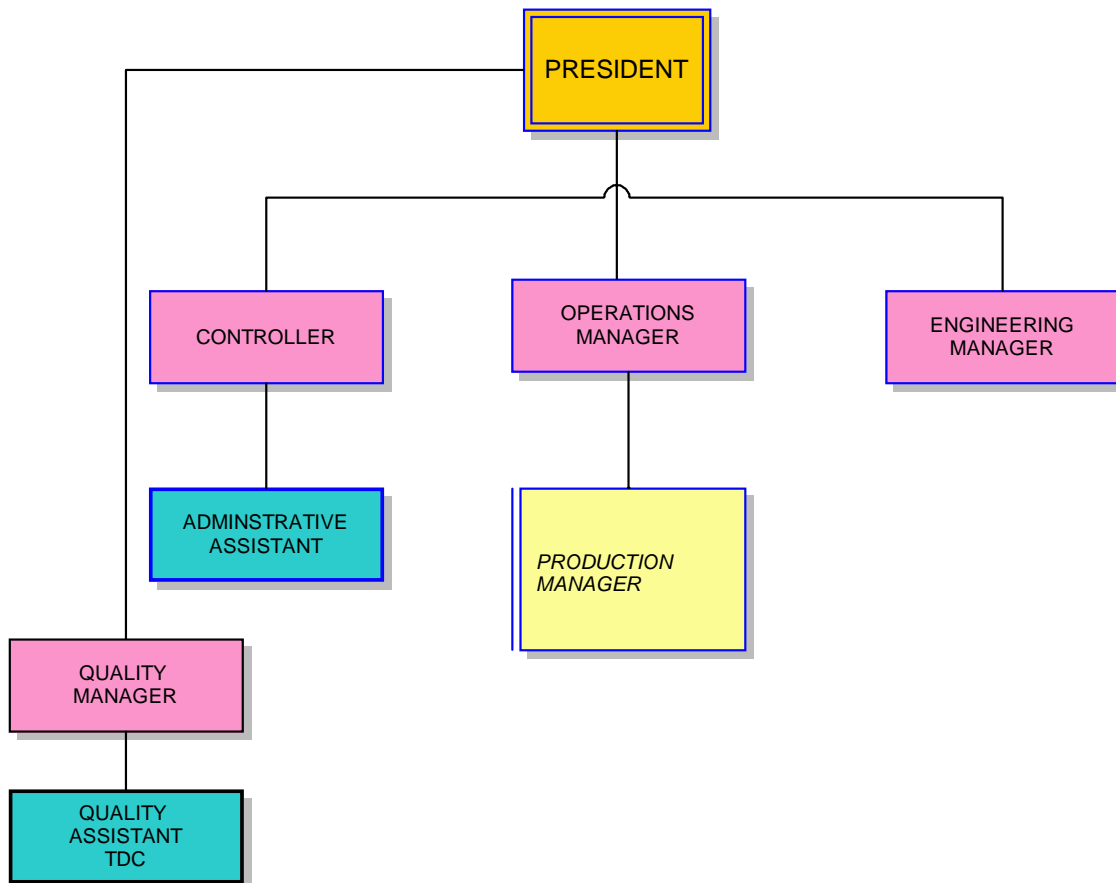 PRESIDENT
CONTROLLER
OPERATIONS
MANAGER
ENGINEERING
MANAGER
ADMINSTRATIVE
ASSISTANT
PRODUCTION
MANAGER
QUALITY
MANAGER
QUALITY
ASSISTANT
TDC